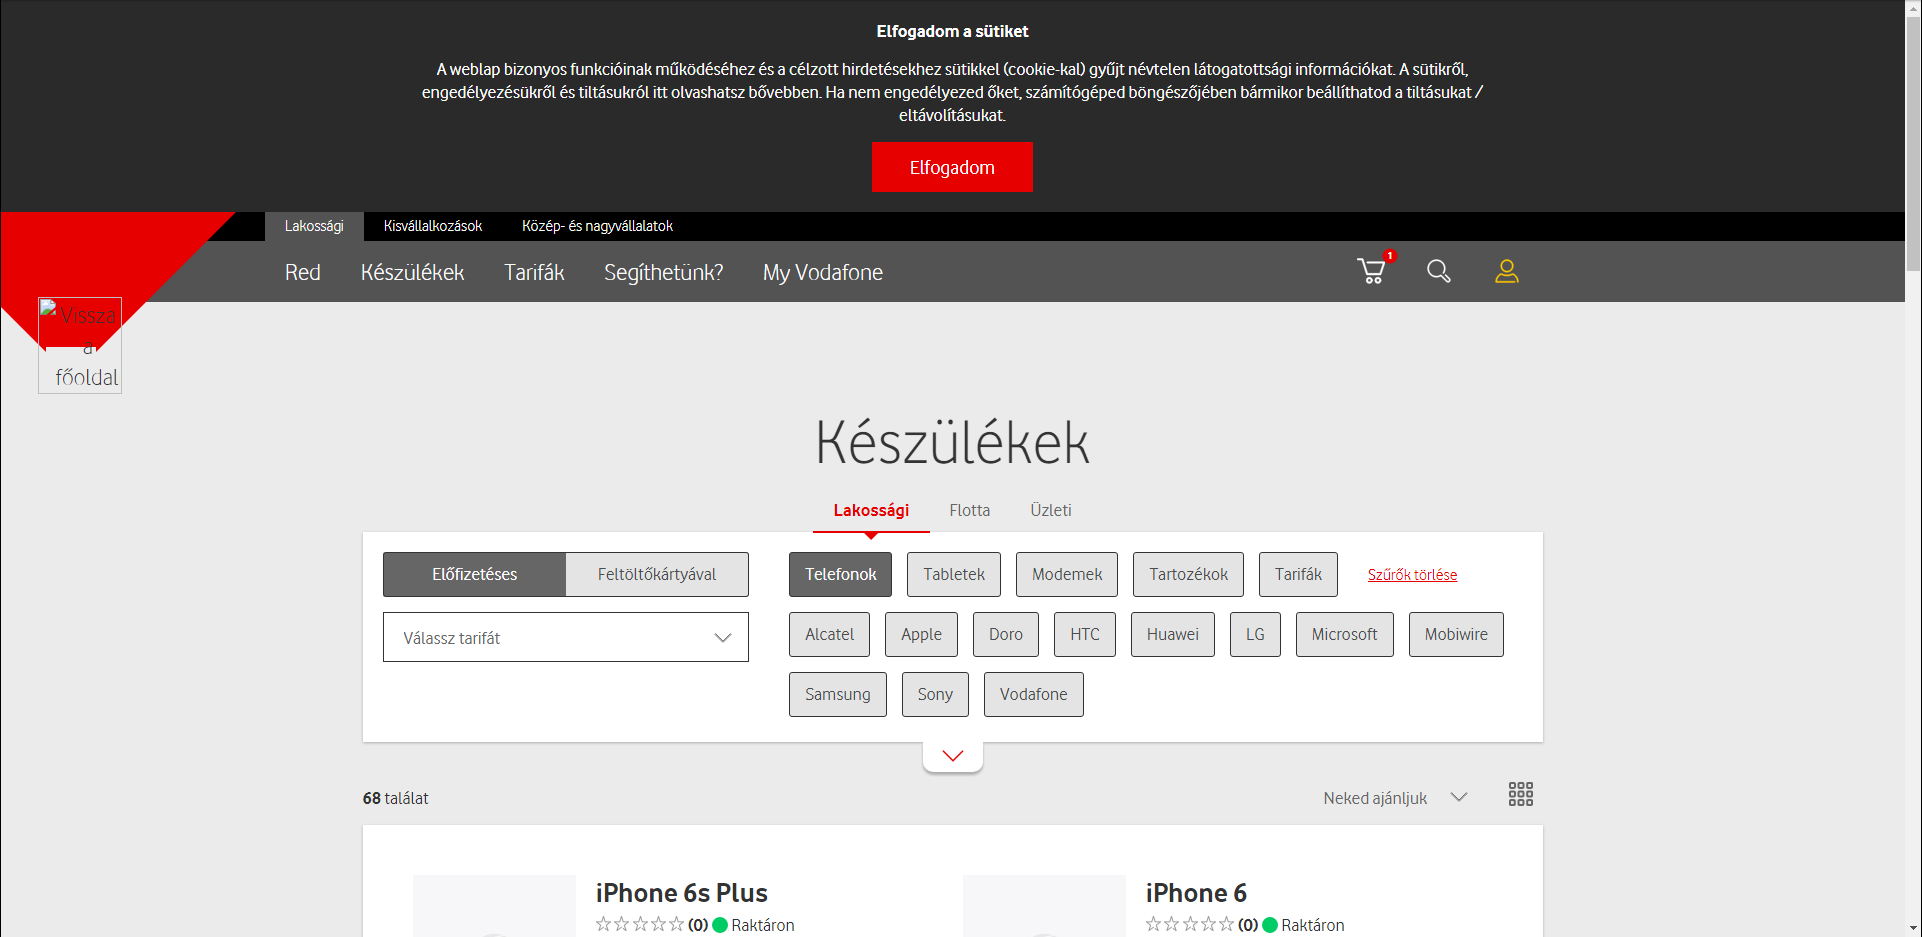 Elfogadom a sütiket
A weblap bizonyos funkcióinak működéséhez és a célzott hirdetésekhez sütikkel (cookie-kal) gyűjt névtelen látogatottsági információkat. A sütikről,
engedélyezésükről és tiltásukról itt olvashatsz bővebben. Ha nem engedélyezed őket, számítógéped böngészőjében bármikor beállíthatod a tiltásukat /
eltávolításukat.
Elfogadom
Lakossági Kisvállalkozások Közép- és nagyvállalatok
Red Készülékek Tarifák Segíthetünk? My Vodafone 1
Vissza
a
főoldal
Készülékek
Lakossági Flotta Üzleti
Előfizetéses Feltöltőkártyával Telefonok Tabletek Modemek Tartozékok Tarifák Szűrők törlése
Válassz tarifát Alcatel Apple Doro HTC Huawei LG Microsoft Mobiwire
Samsung Sony Vodafone
68 találat Neked ajánljuk
iPhone 6s Plus iPhone 6
(0) Raktáron (0) Raktáron